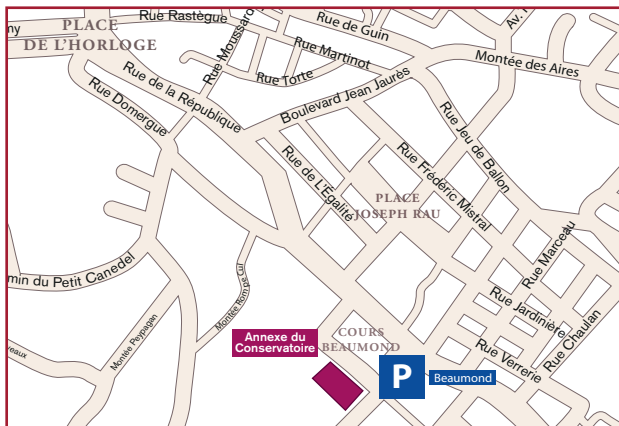 Rue Rastègue
Rue de Guin
PLACE
DE L'HORLOGE
Rue Moussard
Rue Martinot
Montée des Aires
Rue Torte
Rue de la République
Boulevard Jean Jaurès
Rue Domergue
Rue Jeu de Ballon
Rue de L'Égalité
Rue Frédéric Mistral
PLACE
JOSEPH RAU
Rue Marceau
min du Petit Canedel
Montée Romp
Rue Jardinière
Montée Peypagan
Annexe du
Conservatoire
COURS
BEAUMOND
Rue Verrerie
Rue Chaulan
veaux
P
Beaumond